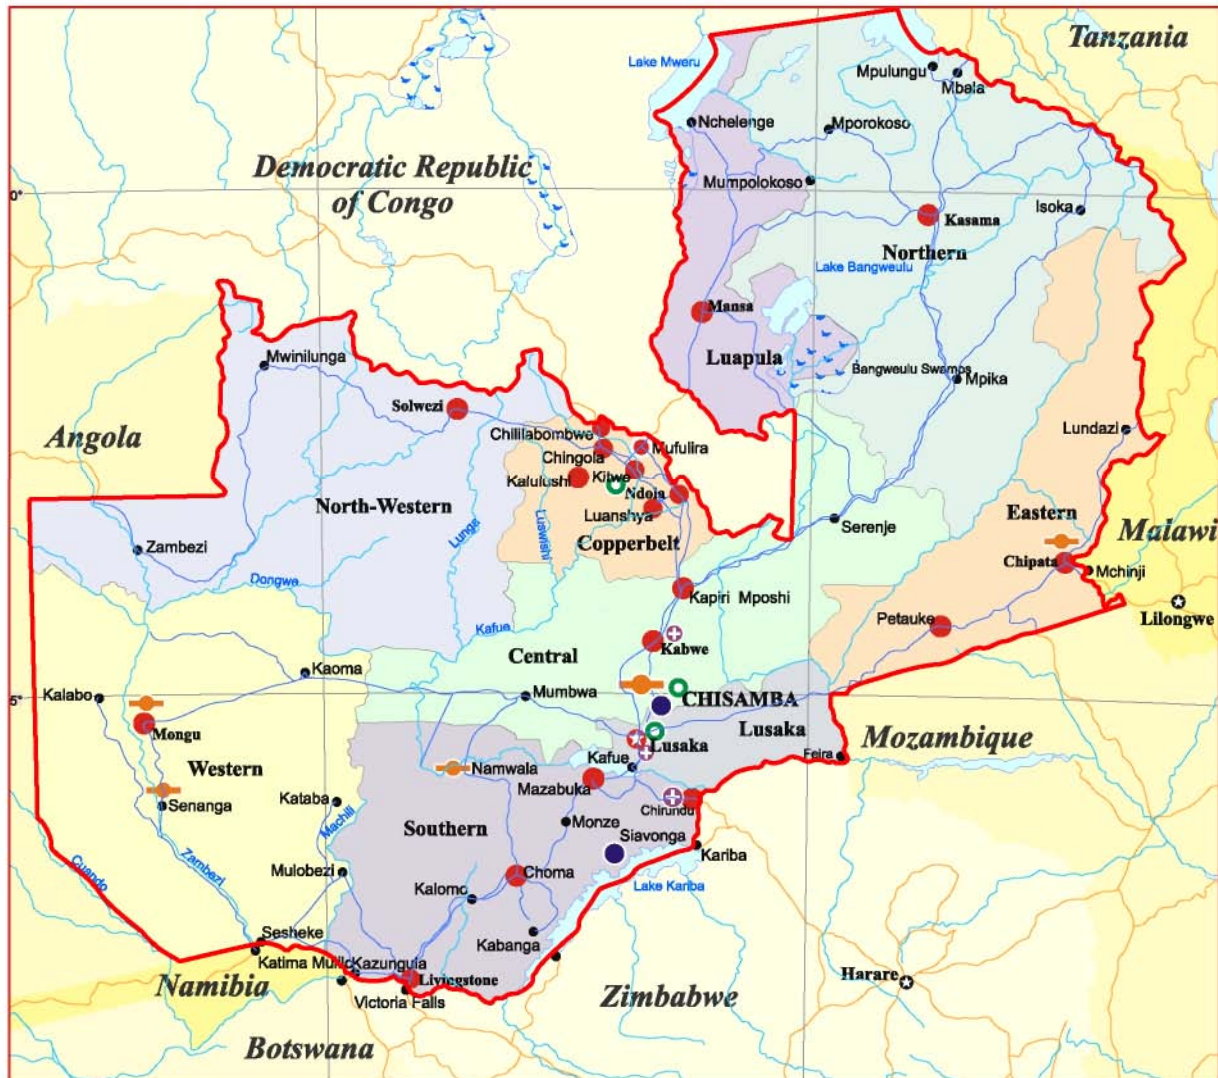 Tanzania
Lake Mweru
Mpulungu
Mbala
Nchelenge
Mporokoso
Democratic Republic
of Congo
Mumpolokoso
0°
Isoka
Kasama
Northern
Lake Bangweulu
Mansa
Luapula
Mwinilunga
Bangweulu Swamps
Mpika
Solwezi
Angola
Chililabombwe
Lundazi
Mufulira
Chingola
Kalulushi
Kitwe
Ndola
North-Western
Luanshya
Eastern
Serenje
Lunga
Luswishi
Copperbelt
Malawi
Zambezi
Chipata
Mchinji
Dongwe
Kapiri Mposhi
Lilongwe
Petauke
Kafue
Kabwe
Central
Kaoma
Kalabo
5°
Mumbwa
CHISAMBA
Mongu
Lusaka
Lusaka
Mozambique
Western
Kafue
Feira
Namwala
Mazabuka
Senanga
Kataba
Chirundu
Machili
Southern
Monze
Siavonga
Kariba
Cuando
Zambezi
Mulobezi
Choma
Lake Kariba
Kalomo
Sesheke
Kabanga
Katima Mulilo
Kazungula
Livingstone
Harare
Namibia
Victoria Falls
Zimbabwe
Botswana